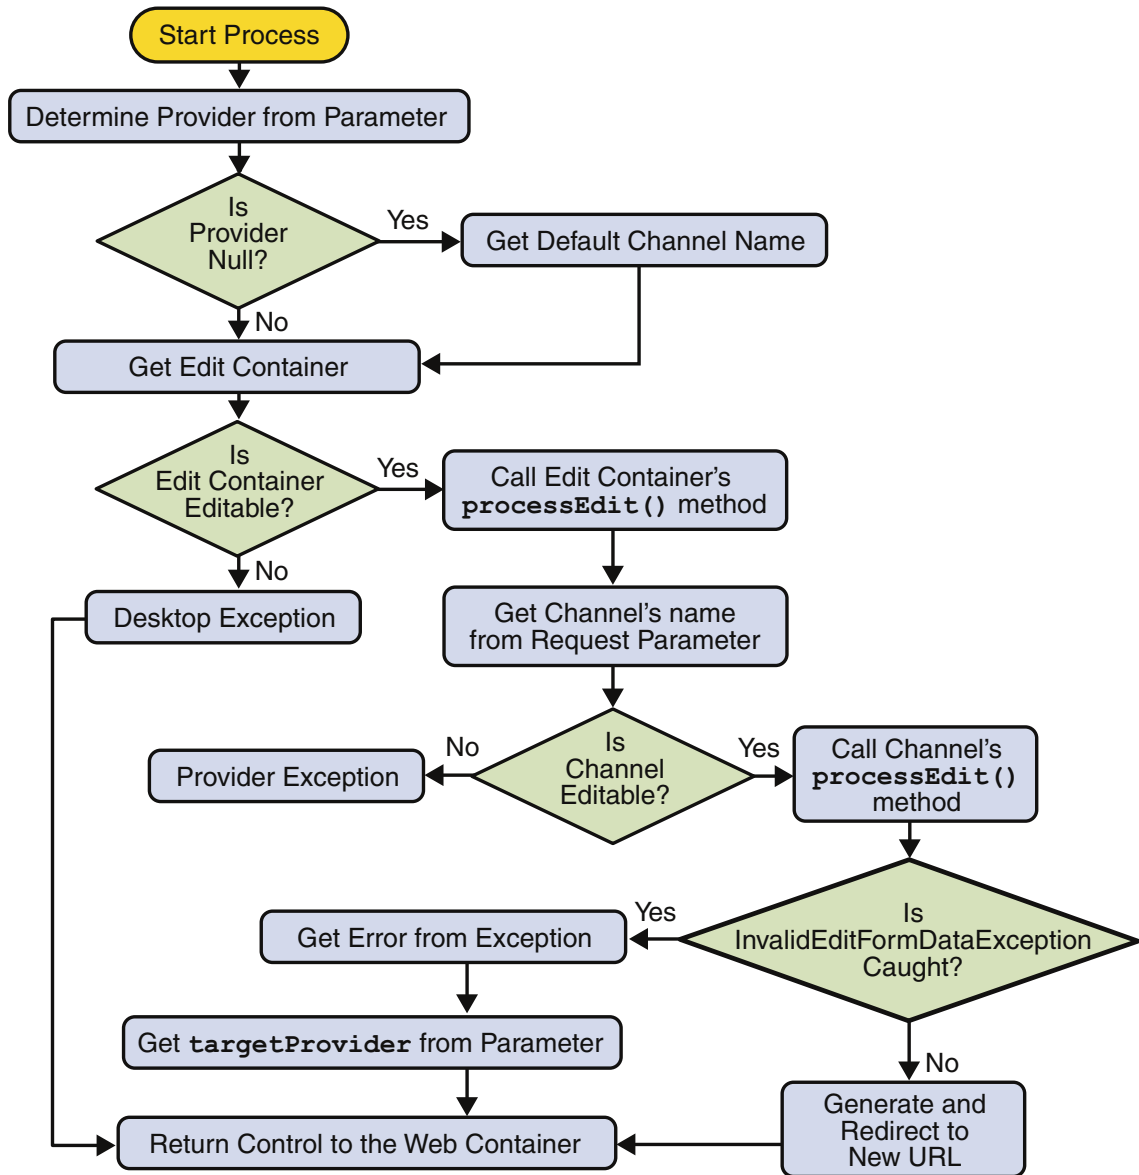 Start Process
Determine Provider from Parameter
Is
Provider
Null?
Yes
Get Default Channel Name
No
Get Edit Container
Is
Edit Container
Editable?
Yes
Call Edit Container's
processEdit() method
No
Desktop Exception
Get Channel's name
from Request Parameter
Is
Channel
Editable?
No
Provider Exception
Yes
Call Channel's
processEdit()
method
Is
InvalidEditFormDataException
Caught?
Yes
Get Error from Exception
Get targetProvider from Parameter
No
Generate and
Redirect to
New URL
Return Control to the Web Container